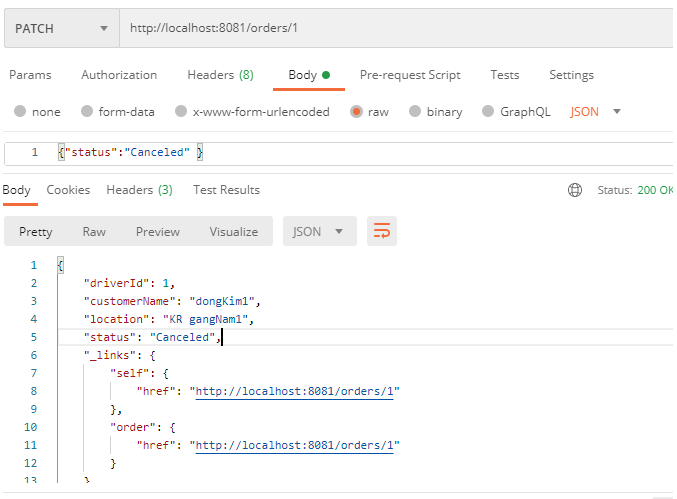 PATCH http://localhost:8081/orders/1
Params Authorization Headers (8) Body Pre-request Script Tests Settings
none form-data x-www-form-urlencoded raw binary GraphQL JSON
1 {"status":"Canceled" }
Body Cookies Headers (3) Test Results Status: 200 OK
Pretty Raw Preview Visualize JSON
1 {
2 "driverId": 1,
3 "customerName": "dongKim1",
4 "location": "KR gangNam1",
5 "status": "Canceled",
6 "_links": {
7 "self": {
8 "href": "http://localhost:8081/orders/1"
9 },
10 "order": {
11 "href": "http://localhost:8081/orders/1"
12 }
13 }